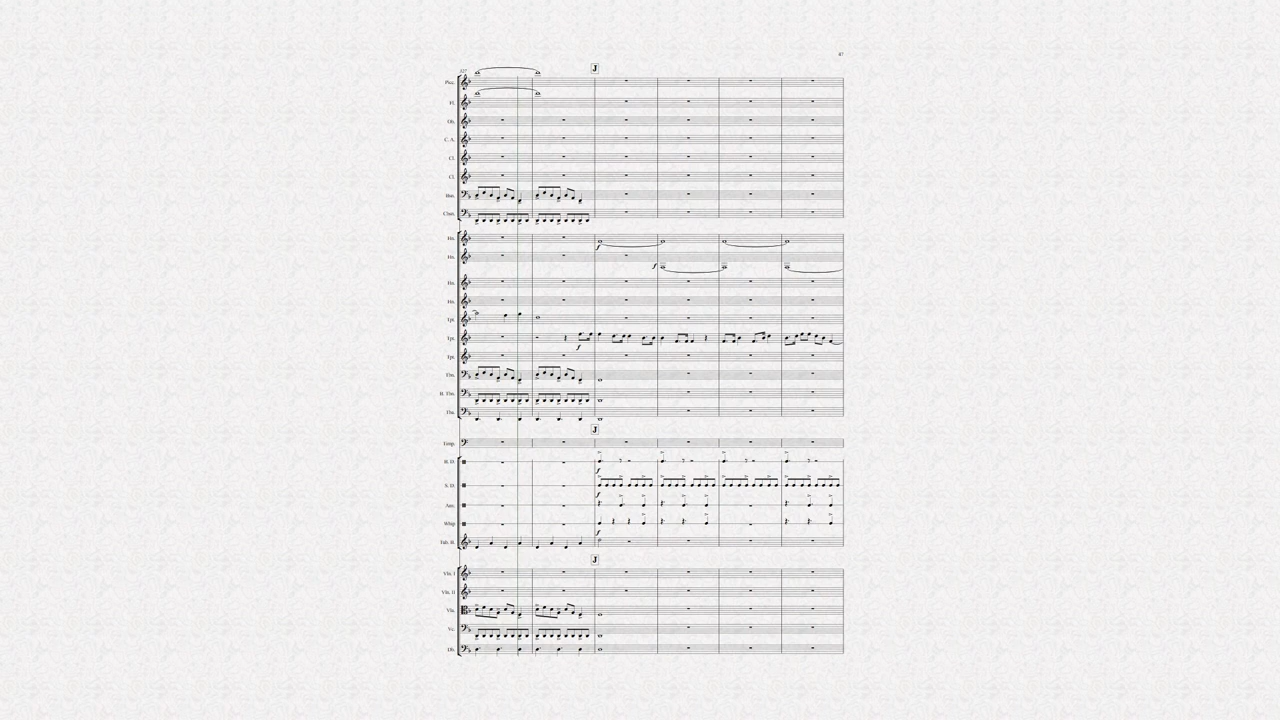 47
J
Picc.
Fl.
Ob.
C. A.
Cl.
Cl.
Bsn.
Cbsn.
Hn.
f
Hn.
f
Hn.
Hn.
Tpt.
Tpt.
f
Tpt.
Tbn.
B. Tbn.
Tba.
J
Timp.
B. D.
f
S. D.
f
Anv.
Whip
f
Tub. B.
J
Vln. I
Vln. II
Vla.
Vc.
Db.